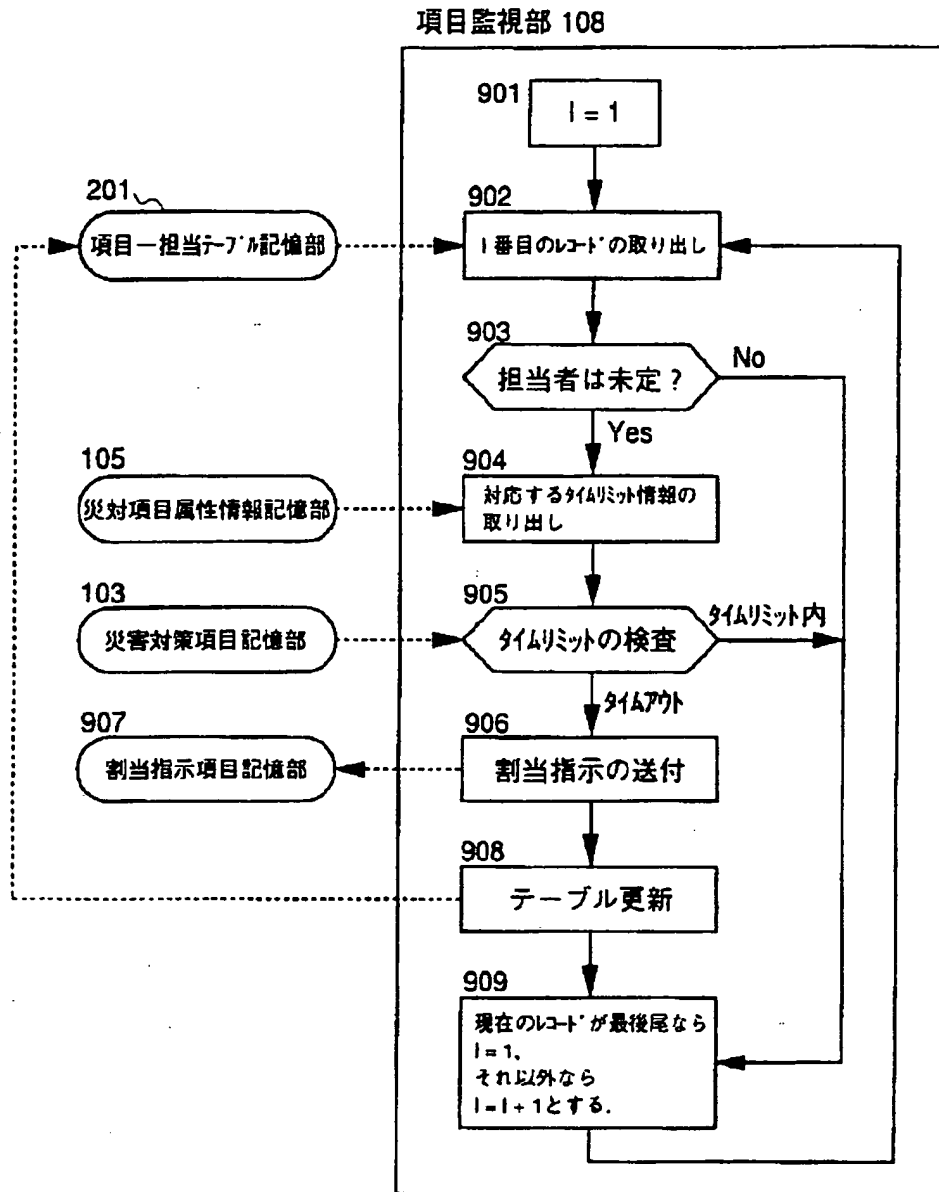 項目監視部 108
901
I = 1
201
902
項目ー担当テーブル記憶部
I番目のレコードの取り出し
903
No
担当者は未定?
Yes
105
904
災対項目属性情報記憶部
対応するタイムリミット情報の
取り出し
103
905
タイムリミット内
災害対策項目記憶部
タイムリミットの検査
タイムアウト
907
906
割当指示項目記憶部
割当指示の送付
908
テーブル更新
909
現在のレコードが最後尾なら
I=1、
それ以外なら
I=I+1とする.